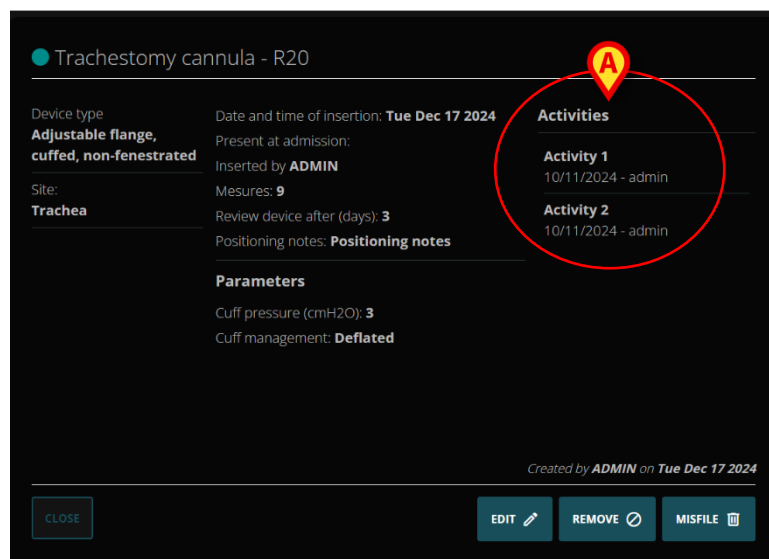 Trachestomy cannula - R20
A
Device type
Adjustable flange,
cuffed, non-fenestrated
Site:
Trachea
Date and time of insertion: Tue Dec 17 2024
Present at admission:
Inserted by ADMIN
Mesures: 9
Review device after (days): 3
Positioning notes: Positioning notes
Parameters
Cuff pressure (cmH2O): 3
Cuff management: Deflated
Activities
Activity 1
10/11/2024 - admin
Activity 2
10/11/2024 - admin
Created by ADMIN on Tue Dec 17 2024
CLOSE
EDIT
REMOVE
MISFILE